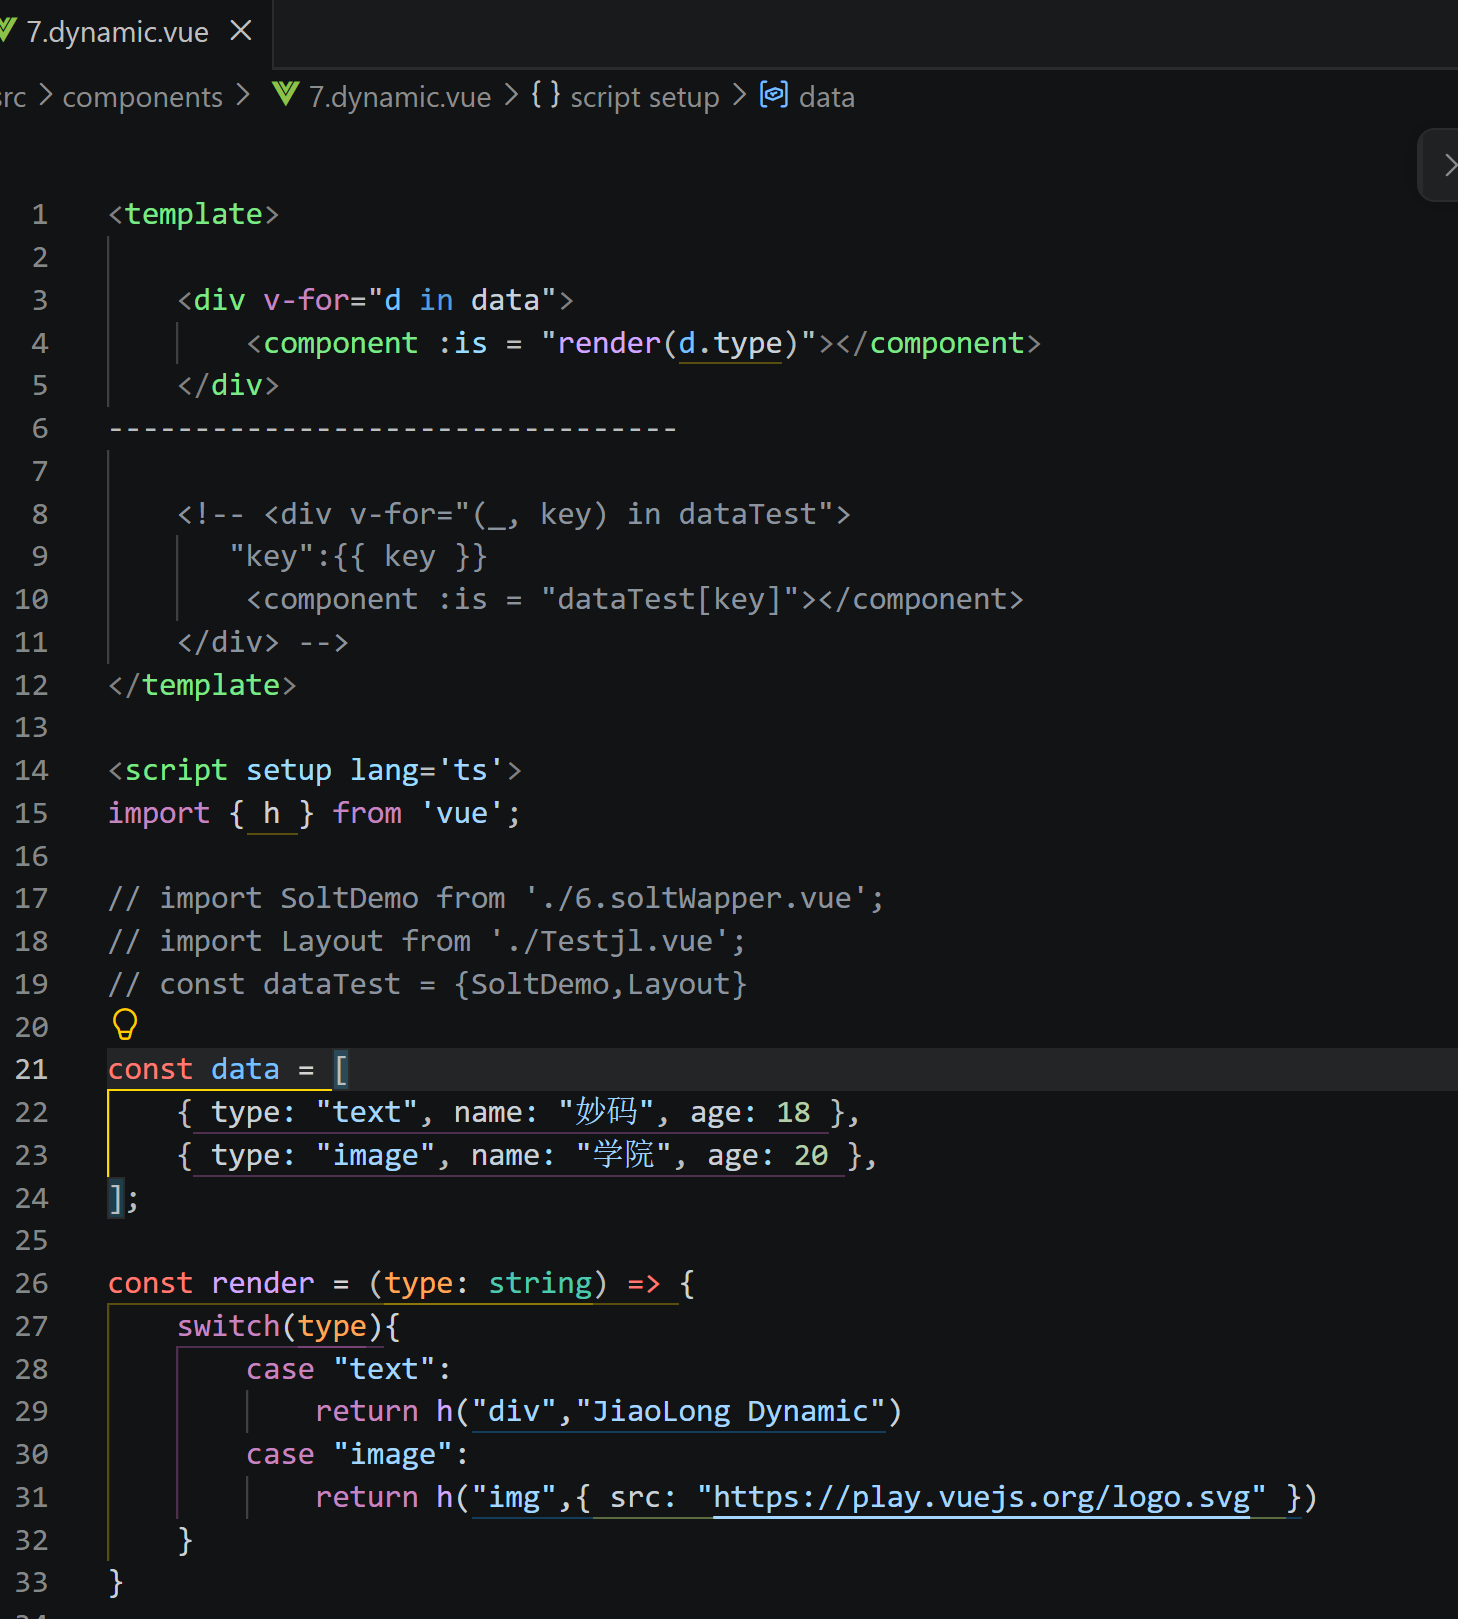 7.dynamic.vue
src > components > 7.dynamic.vue > {} script setup > data
1 <template>
2
3 <div v-for="d in data">
4 <component :is = "render(d.type)"></component>
5 </div>
6 ---------------------------------
7
8 <!-- <div v-for="(_, key) in dataTest">
9 "key":{{ key }}
10 <component :is = "dataTest[key]"></component>
11 </div> -->
12 </template>
13
14 <script setup lang='ts'>
15 import { h } from 'vue';
16
17 // import SoltDemo from './6.soltWapper.vue';
18 // import Layout from './Testjl.vue';
19 // const dataTest = {SoltDemo,Layout}
20
21 const data = [
22 { type: "text", name: "妙码", age: 18 },
23 { type: "image", name: "学院", age: 20 },
24 ];
25
26 const render = (type: string) => {
27 switch(type){
28 case "text":
29 return h("div","JiaoLong Dynamic")
30 case "image":
31 return h("img",{ src: "https://play.vuejs.org/logo.svg" })
32 }
33 }